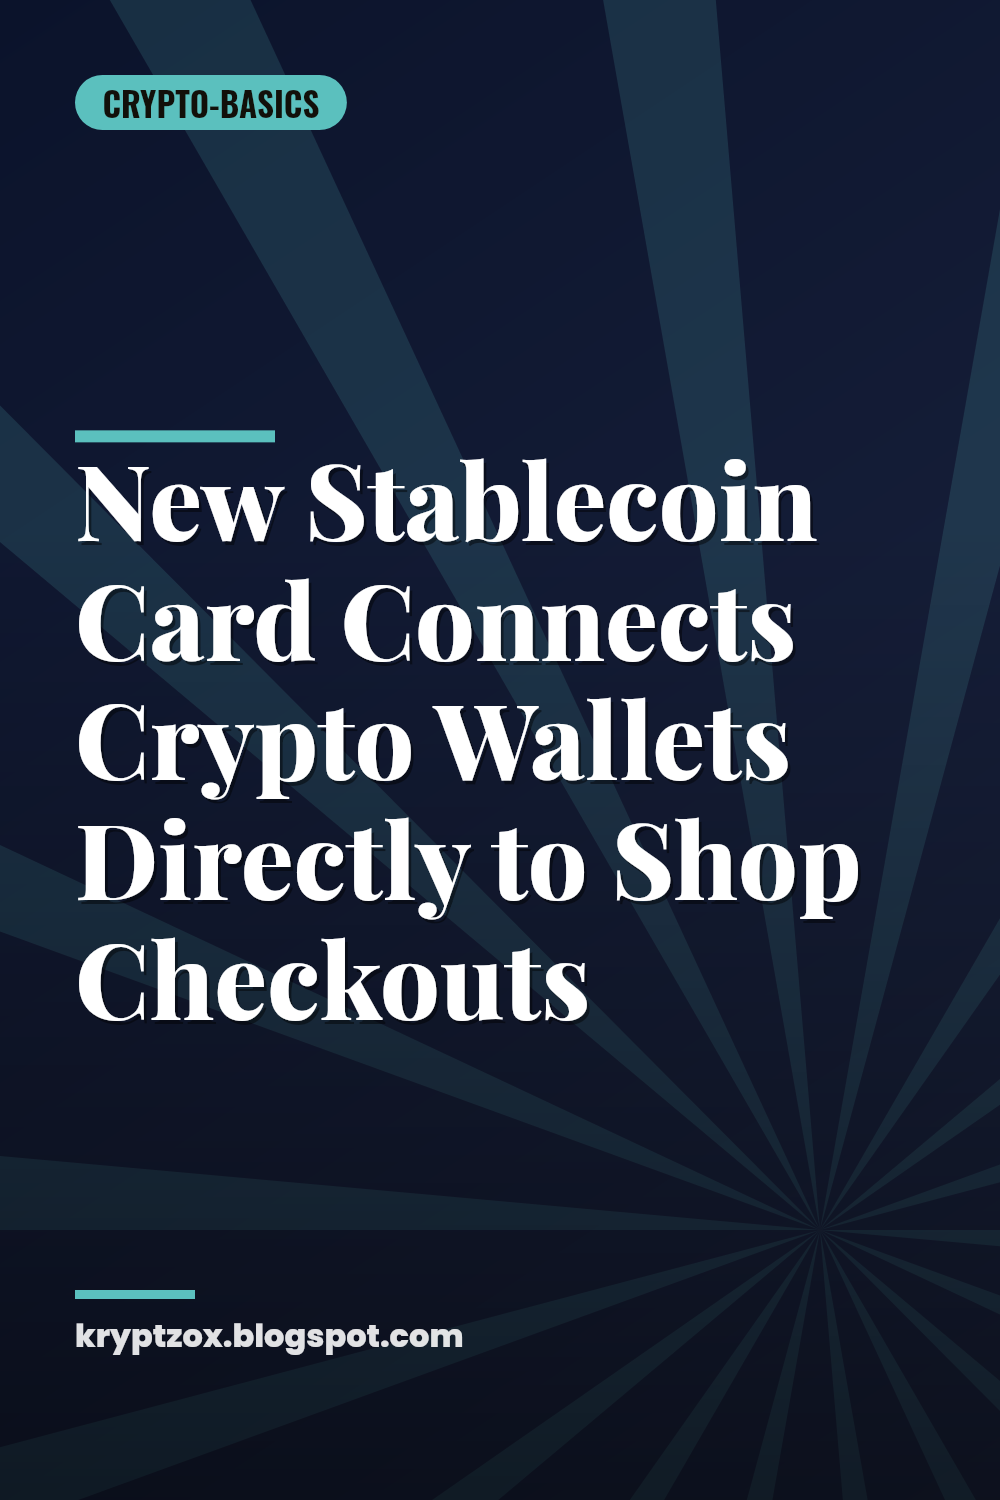 CRYPTO-BASICS
New Stablecoin
Card Connects
Crypto Wallets
Directly to Shop
Checkouts
kryptzox.blogspot.com